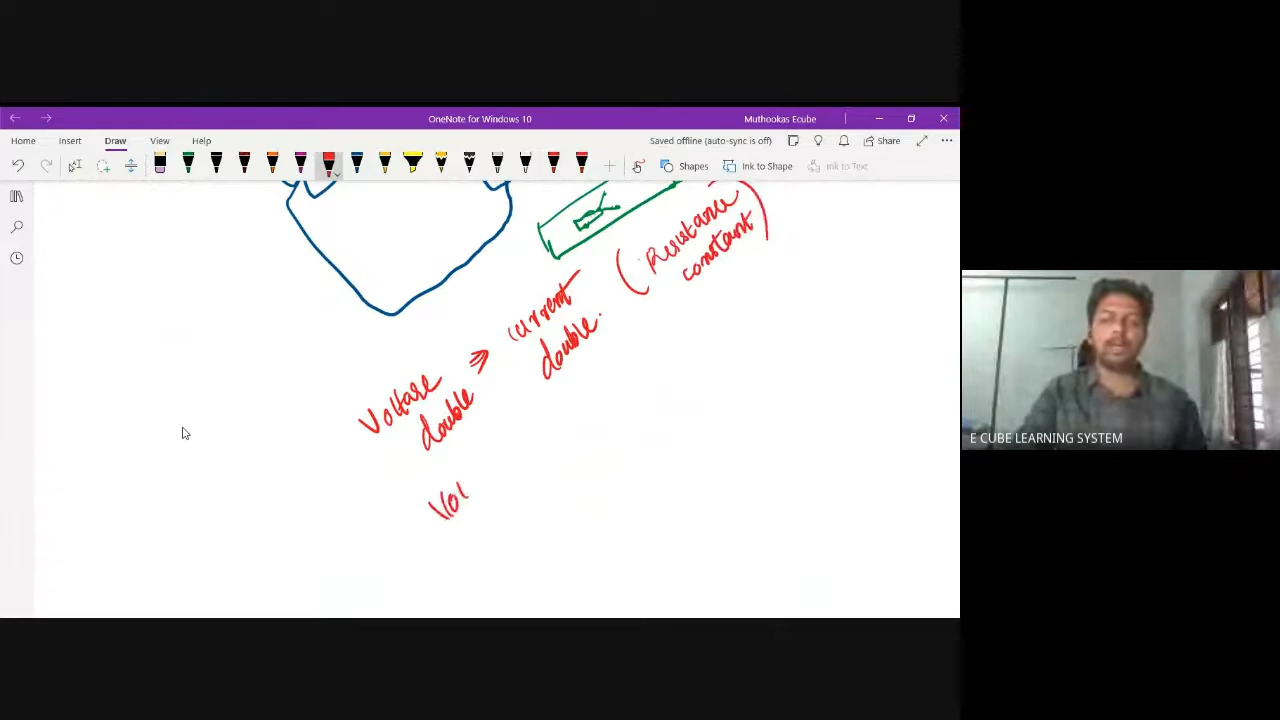 OneNote for Windows 10
Muthookas Ecube
Home Insert Draw View Help
Saved offline (auto-sync is off)
Share
Shapes
Ink to Shape
Ink to Text
(Resistance
constant)
current
double.
Voltage
double
Vol
E CUBE LEARNING SYSTEM